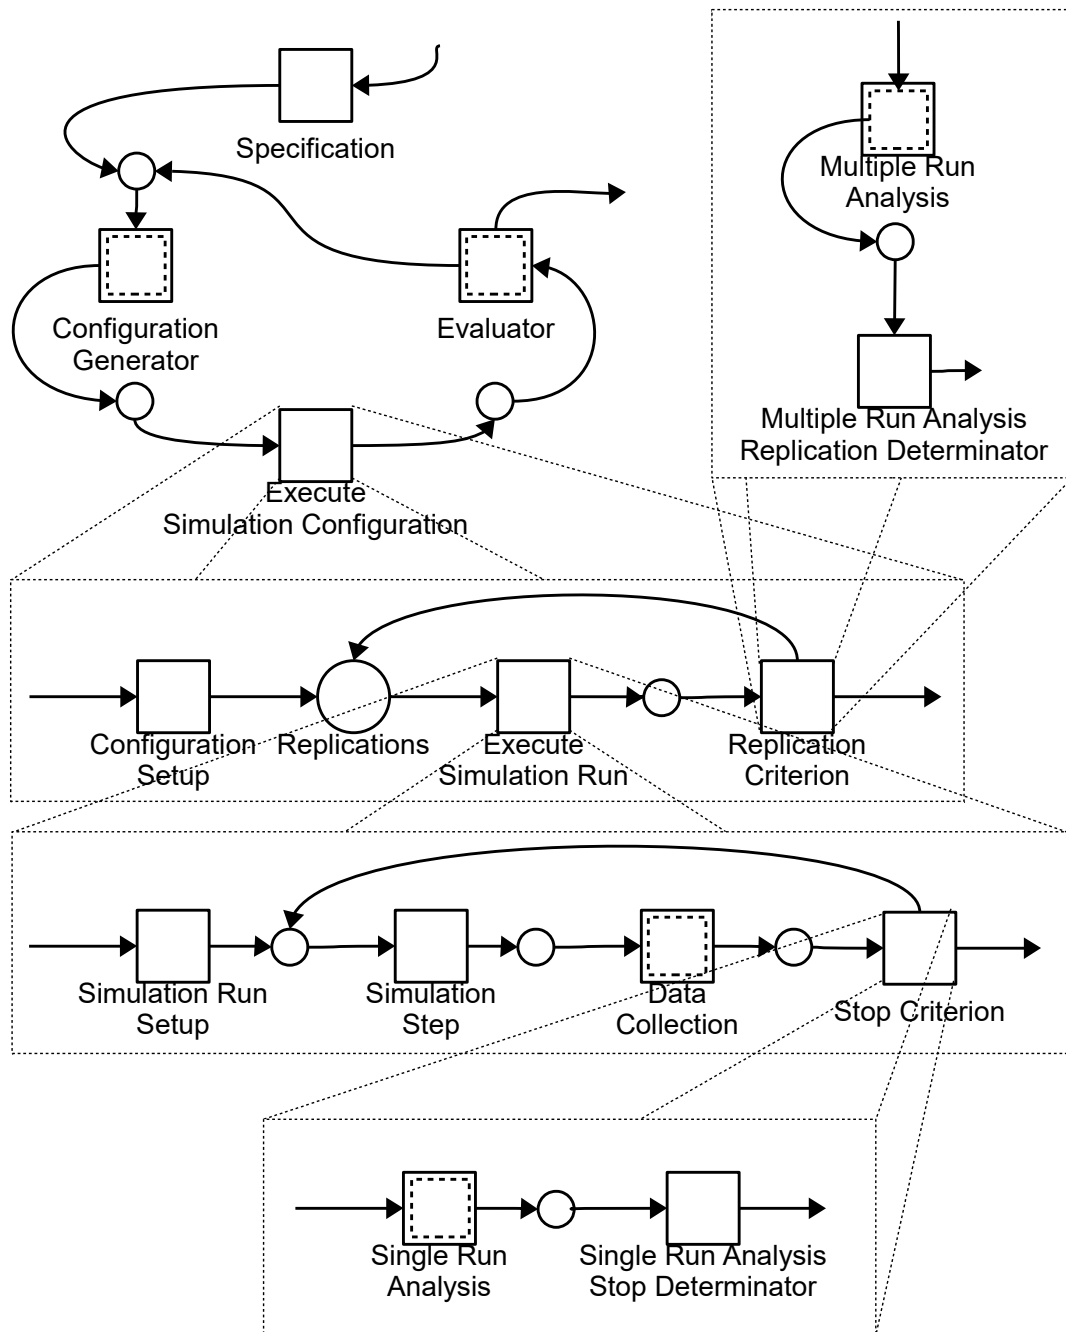 Specification
Multiple Run
Analysis
Configuration
Generator
Evaluator
Multiple Run Analysis
Replication Determinator
Execute
Simulation Configuration
Configuration
Setup
Replications
Execute
Simulation Run
Replication
Criterion
Simulation Run
Setup
Simulation
Step
Data
Collection
Stop Criterion
Single Run
Analysis
Single Run Analysis
Stop Determinator